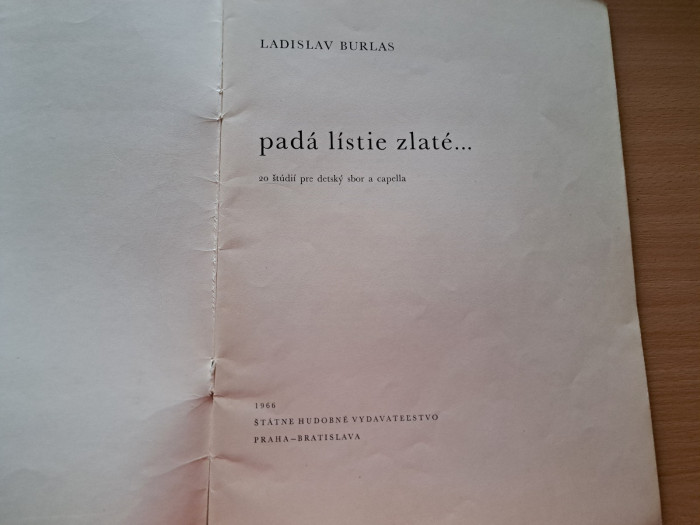 LADISLAV BURLAS
padá lístie zlaté...
20 štúdií pre detský sbor a capella
1966
ŠTÁTNE HUDOBNÉ VYDAVATEĽSTVO
PRAHA–BRATISLAVA